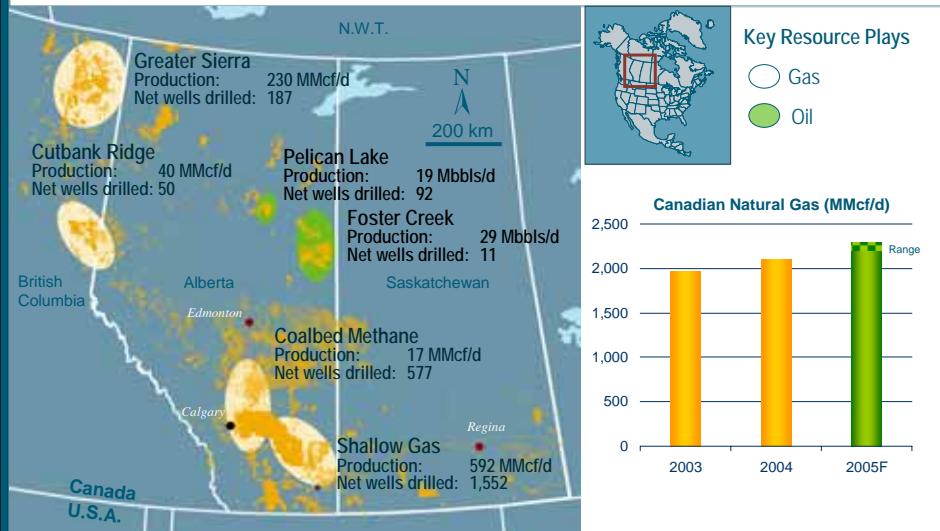 N.W.T.
Greater Sierra
Production: 230 MMcf/d
Net wells drilled: 187
N
200 km
Cutbank Ridge
Production: 40 MMcf/d
Net wells drilled: 50
Pelican Lake
Production: 19 Mbbls/d
Net wells drilled: 92
Foster Creek
Production: 29 Mbbls/d
Net wells drilled: 11
British
Columbia
Alberta
Saskatchewan
Edmonton
Coalbed Methane
Production: 17 MMcf/d
Net wells drilled: 577
Calgary
Regina
Shallow Gas
Production: 592 MMcf/d
Net wells drilled: 1,552
Canada
U.S.A.
Key Resource Plays
Gas
Oil
Canadian Natural Gas (MMcf/d)
2,500
Range
2,000
1,500
1,000
500
0
2003 2004 2005F